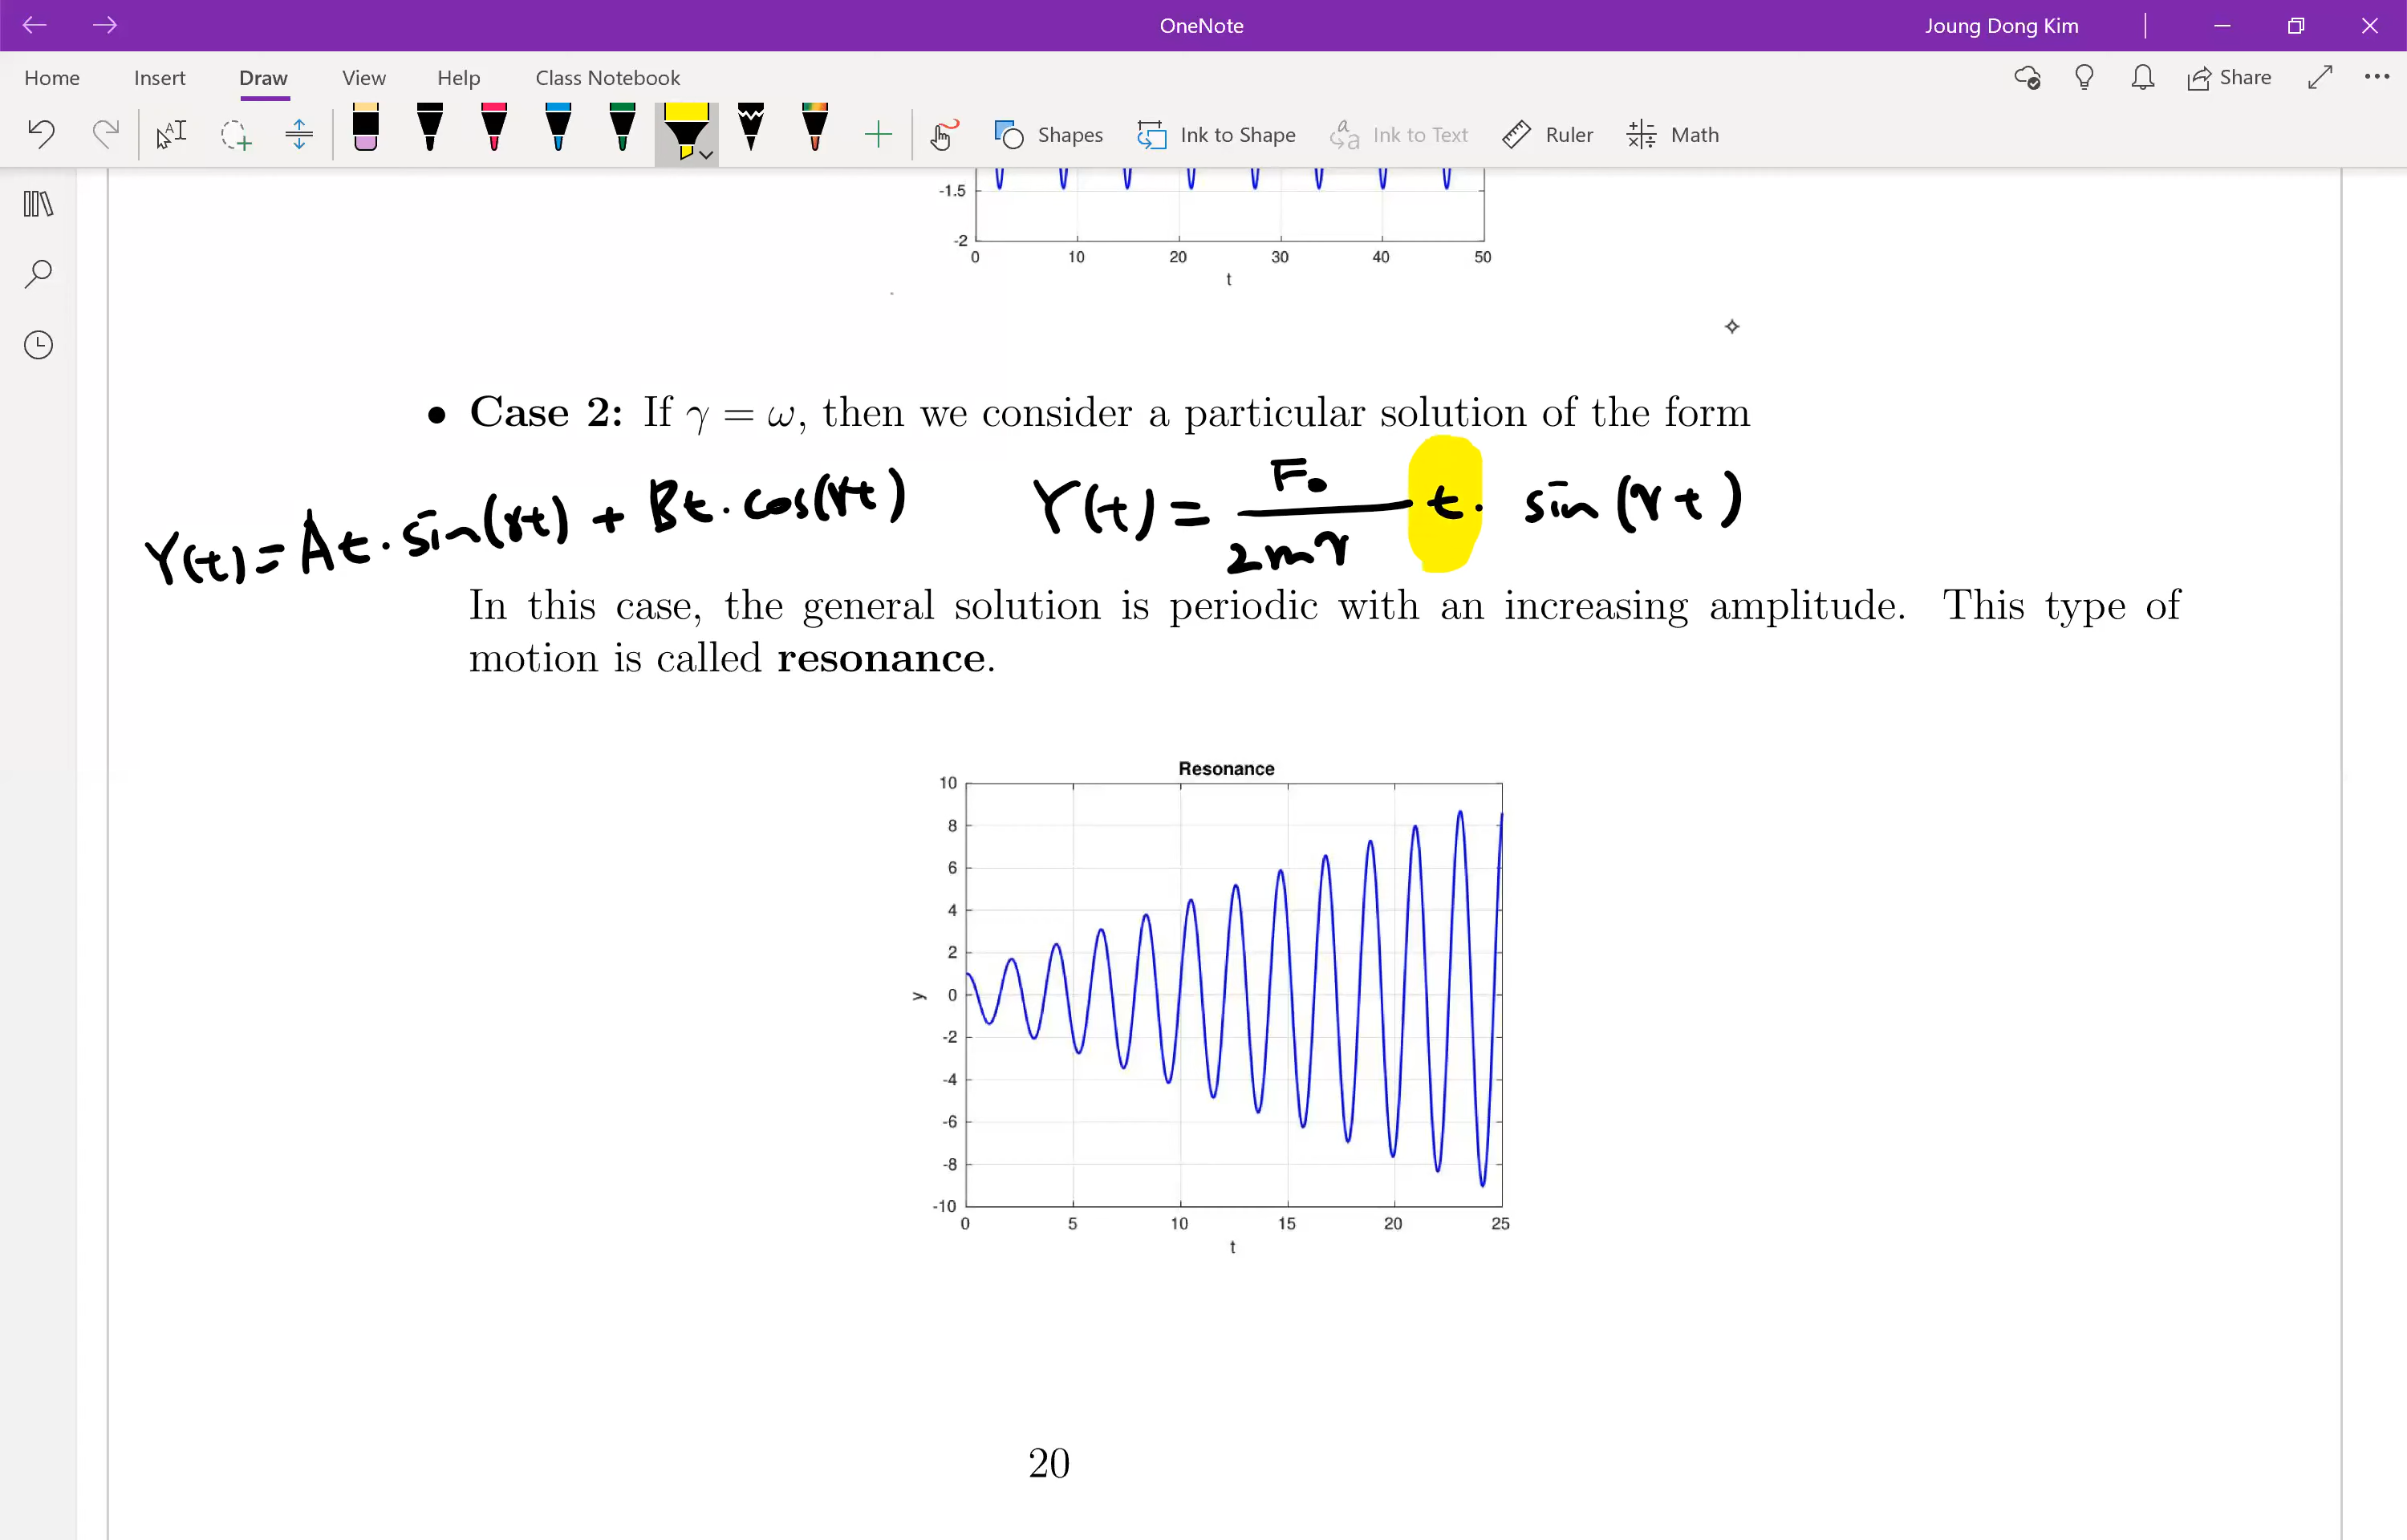 OneNote
Joung Dong Kim
Home Insert Draw View Help Class Notebook Share
Shapes Ink to Shape Ink to Text Ruler Math
-1.5
-2
0 10 20 30 40 50
t
• Case 2: If γ = ω, then we consider a particular solution of the form
Y(t) = At · sin(γt) + Bt · cos(γt)
Y(t) = F₀/2mγ t · sin(γt)
In this case, the general solution is periodic with an increasing amplitude. This type of
motion is called resonance.
Resonance
10
8
6
4
2
0
-2
-4
-6
-8
-10
y
0 5 10 15 20 25
t
20